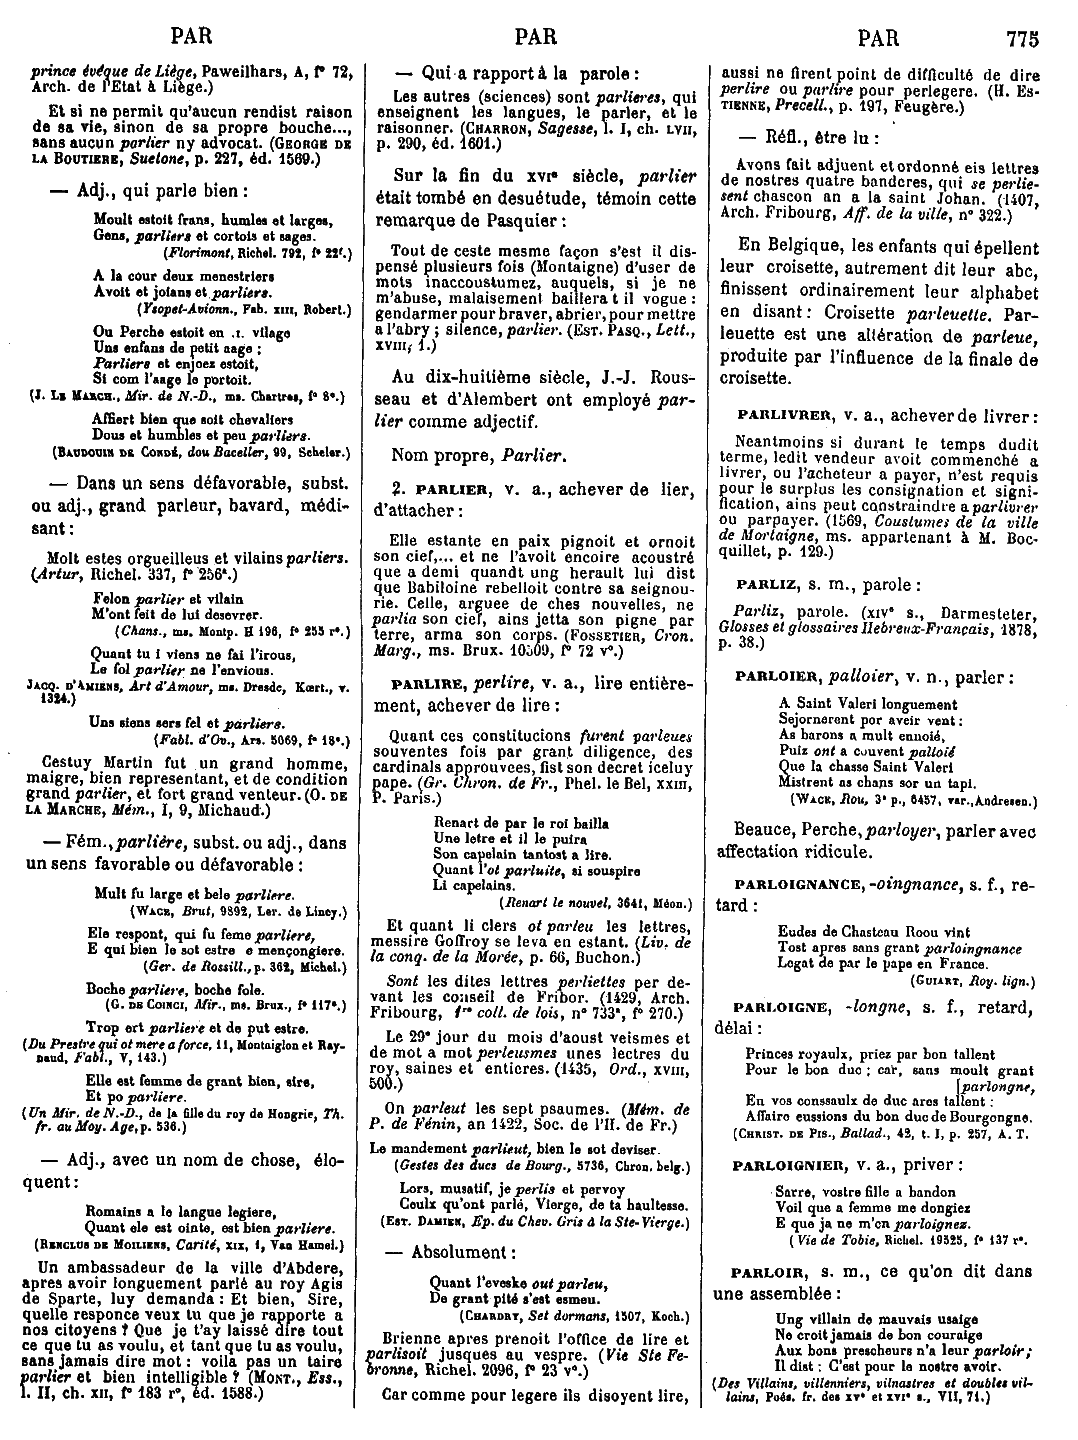 PAR
PAR
PAR
775
prince évéque de Liège, Paweilhars, A, f° 72,
Arch. de l'Etat à Liège.)
Et si ne permit qu'aucun rendist raison
de sa vie, sinon de sa propre bouche...,
sans aucun parlier ny advocat. (GEORGE DE
LA BOUTIERE, Suetone, p. 227, éd. 1569.)
— Adj., qui parle bien :
Moult estoit frans, humles et larges,
Gens, parliers et cortois et sages.
(Florimont, Richel. 792, f° 22ᶠ.)
A la cour deux menestriers
Avoit et jolans et parliers.
(Ysopet-Avionn., Fab. XIII, Robert.)
Ou Perche estoit en .I. vilage
Uns enfans de petit aage ;
Parliers et enjoez estoit,
Si com l'aage le portoit.
(J. LE MARCH., Mir. de N.-D., ms. Chartres, f° 8ᵃ.)
Affiert bien que soit chevaliers
Dous et humbles et peu parliers.
(BAUDOUIN DE CONDÉ, dou Baceller, 99, Scheler.)
— Dans un sens défavorable, subst.
ou adj., grand parleur, bavard, médi-
sant :
Molt estes orgueilleus et vilains parliers.
(Artur, Richel. 337, f° 256ᵃ.)
Felon parlier et vilain
M'ont feit de lui desevrer.
(Chans., ms. Montp. H 196, f° 255 r°.)
Quant tu i viens ne fai l'irous,
Le fol parlier ne l'envious.
JACQ. D'AMIENS, Art d'Amour, ms. Dresde, Kœrt., v.
1324.)
Uns siens sers fel et parliers.
(Fabl. d'Ov., Ars. 5069, f° 18ᵃ.)
Cestuy Martin fut un grand homme,
maigre, bien representant, et de condition
grand parlier, et fort grand venteur. (O. DE
LA MARCHE, Mém., I, 9, Michaud.)
— Fém., parlière, subst. ou adj., dans
un sens favorable ou défavorable :
Mult fu large et bele parliere.
(WACE, Brut, 9892, Ler. de Lincy.)
Ele respont, qui fu feme parliere,
E qui bien le sot estre e mençongiere.
(Ger. de Rossill., p. 362, Michel.)
Boche parliere, boche fole.
(G. DE COINCI, Mir., ms. Brux., f° 117ᵃ.)
Trop ert parliere et de put estre.
(Du Prestre qui ot mere a force, 11, Montaiglon et Ray-
naud, Fabl., V, 143.)
Elle est femme de grant bien, sire,
Et po parliere.
(Un Mir. de N.-D., de la fille du roy de Hongrie, Th.
fr. au Moy. Age, p. 536.)
— Adj., avec un nom de chose, élo-
quent :
Romains a le langue legiere,
Quant ele est ointe, est bien parliere.
(RENCLUS DE MOILIENS, Carité, XIX, 1, Van Hamel.)
Un ambassadeur de la ville d'Abdere,
apres avoir longuement parlé au roy Agis
de Sparte, luy demanda : Et bien, Sire,
quelle responce veux tu que je rapporte a
nos citoyens ? Que je t'ay laissé dire tout
ce que tu as voulu, et tant que tu as voulu,
sans jamais dire mot : voila pas un taire
parlier et bien intelligible ? (MONT., Ess.,
l. II, ch. XII, f° 183 r°, éd. 1588.)
— Qui a rapport à la parole :
Les autres (sciences) sont parlieres, qui
enseignent les langues, le parler, et le
raisonner. (CHARRON, Sagesse, l. I, ch. LVII,
p. 290, éd. 1601.)
Sur la fin du XVIᵉ siècle, parlier
était tombé en desuétude, témoin cette
remarque de Pasquier :
Tout de ceste mesme façon s'est il dis-
pensé plusieurs fois (Montaigne) d'user de
mots inaccoustumez, auquels, si je ne
m'abuse, malaisement baillera t il vogue :
gendarmer pour braver, abrier, pour mettre
a l'abry ; silence, parlier. (EST. PASQ., Lett.,
XVIII, 1.)
Au dix-huitième siècle, J.-J. Rous-
seau et d'Alembert ont employé par-
lier comme adjectif.
Nom propre, Parlier.
2. PARLIER, v. a., achever de lier,
d'attacher :
Elle estante en paix pignoit et ornoit
son cief,... et ne l'avoit encoire acoustré
que a demi quandt ung herault lui dist
que Babiloine rebelloit contre sa seignou-
rie. Celle, arguee de ches nouvelles, ne
parlia son cief, ains jetta son pigne par
terre, arma son corps. (FOSSETIER, Cron.
Marg., ms. Brux. 10509, f° 72 v°.)
PARLIRE, perlire, v. a., lire entière-
ment, achever de lire :
Quant ces constitucions furent parleues
souventes fois par grant diligence, des
cardinals approuvees, fist son decret iceluy
pape. (Gr. Chron. de Fr., Phel. le Bel, XXIII,
P. Paris.)
Renart de par le roi bailla
Une letre et il le puira
Son capelain tantost a lire.
Quant l'ot parluite, si souspire
Li capelains.
(Renart le nouvel, 3641, Méon.)
Et quant li clers ot parleu les lettres,
messire Goffroy se leva en estant. (Liv. de
la conq. de la Morée, p. 66, Buchon.)
Sont les dites lettres perliettes per de-
vant les conseil de Fribor. (1429, Arch.
Fribourg, 1ʳᵉ coll. de lois, n° 733ᵃ, f° 270.)
Le 29ᵉ jour du mois d'aoust veismes et
de mot a mot perleusmes unes lectres du
roy, saines et entieres. (1435, Ord., XVIII,
500.)
On parleut les sept psaumes. (Mém. de
P. de Fénin, an 1422, Soc. de l'H. de Fr.)
Le mandement parlieut, bien le sot deviser.
(Gestes des ducs de Bourg., 5736, Chron. belg.)
Lors, musatif, je perlis et pervoy
Ceulx qu'ont parlé, Vierge, de ta haultesse.
(EST. DAMIEN, Ep. du Chev. Gris à la Ste-Vierge.)
— Absolument :
Quant l'eveske out parleu,
De grant pité s'est esmeu.
(CHARDRY, Set dormans, 1507, Koch.)
Brienne apres prenoit l'office de lire et
parlisoit jusques au vespre. (Vie Ste Fe-
bronne, Richel. 2096, f° 23 v°.)
Car comme pour legere ils disoyent lire,
aussi ne firent point de difficulté de dire
perlire ou parlire pour perlegere. (H. ES-
TIENNE, Precell., p. 197, Feugère.)
— Réfl., être lu :
Avons fait adjuent et ordonné eis lettres
de nostres quatre banderes, qui se perlie-
sent chascon an a la saint Johan. (1407,
Arch. Fribourg, Aff. de la ville, n° 322.)
En Belgique, les enfants qui épellent
leur croisette, autrement dit leur abc,
finissent ordinairement leur alphabet
en disant : Croisette parleuette. Par-
leuette est une altération de parleue,
produite par l'influence de la finale de
croisette.
PARLIVRER, v. a., achever de livrer :
Neantmoins si durant le temps dudit
terme, ledit vendeur avoit commenché a
livrer, ou l'acheteur a payer, n'est requis
pour le surplus les consignation et signi-
fication, ains peut constraindre a parlivrer
ou parpayer. (1569, Coustumes de la ville
de Mortaigne, ms. appartenant à M. Boc-
quillet, p. 129.)
PARLIZ, s. m., parole :
Parliz, parole. (XIVᵉ s., Darmesteter,
Glosses et glossaires Hebreux-Français, 1878,
p. 38.)
PARLOIER, palloier, v. n., parler :
A Saint Valeri longuement
Sejornerent por aveir vent :
As barons a mult ennoié,
Puiz ont a couvent palloié
Que la chasse Saint Valeri
Mistrent as chans sor un tapi.
(WACE, Rou, 3ᵉ p., 6457, var., Andresen.)
Beauce, Perche, parloyer, parler avec
affectation ridicule.
PARLOIGNANCE, -oingnance, s. f., re-
tard :
Eudes de Chasteau Roou vint
Tost apres sans grant parloingnance
Legat de par le pape en France.
(GUIART, Roy. lign.)
PARLOIGNE, -longne, s. f., retard,
délai :
Princes royaulx, priez par bon tallent
Pour le bon duc ; car, sans moult grant
[parlongne,
En vos conssaulx de duc ares tallent :
Affaire eussions du bon duc de Bourgongne.
(CHRIST. DE PIS., Ballad., 42, t. I, p. 257, A. T.
PARLOIGNIER, v. a., priver :
Sarre, vostre fille a bandon
Voil que a femme me dongiez
E que ja ne m'en parloignez.
(Vie de Tobie, Richel. 19525, f° 137 r°.
PARLOIR, s. m., ce qu'on dit dans
une assemblée :
Ung villain de mauvais usaige
Ne croit jamais de bon couraige
Aux bons prescheurs n'a leur parloir ;
Il dist : C'est pour le nostre avoir.
(Des Villains, villenniers, vilnastres et doubles vil-
lains, Poés. fr. des XVᵉ et XVIᵉ s., VII, 71.)